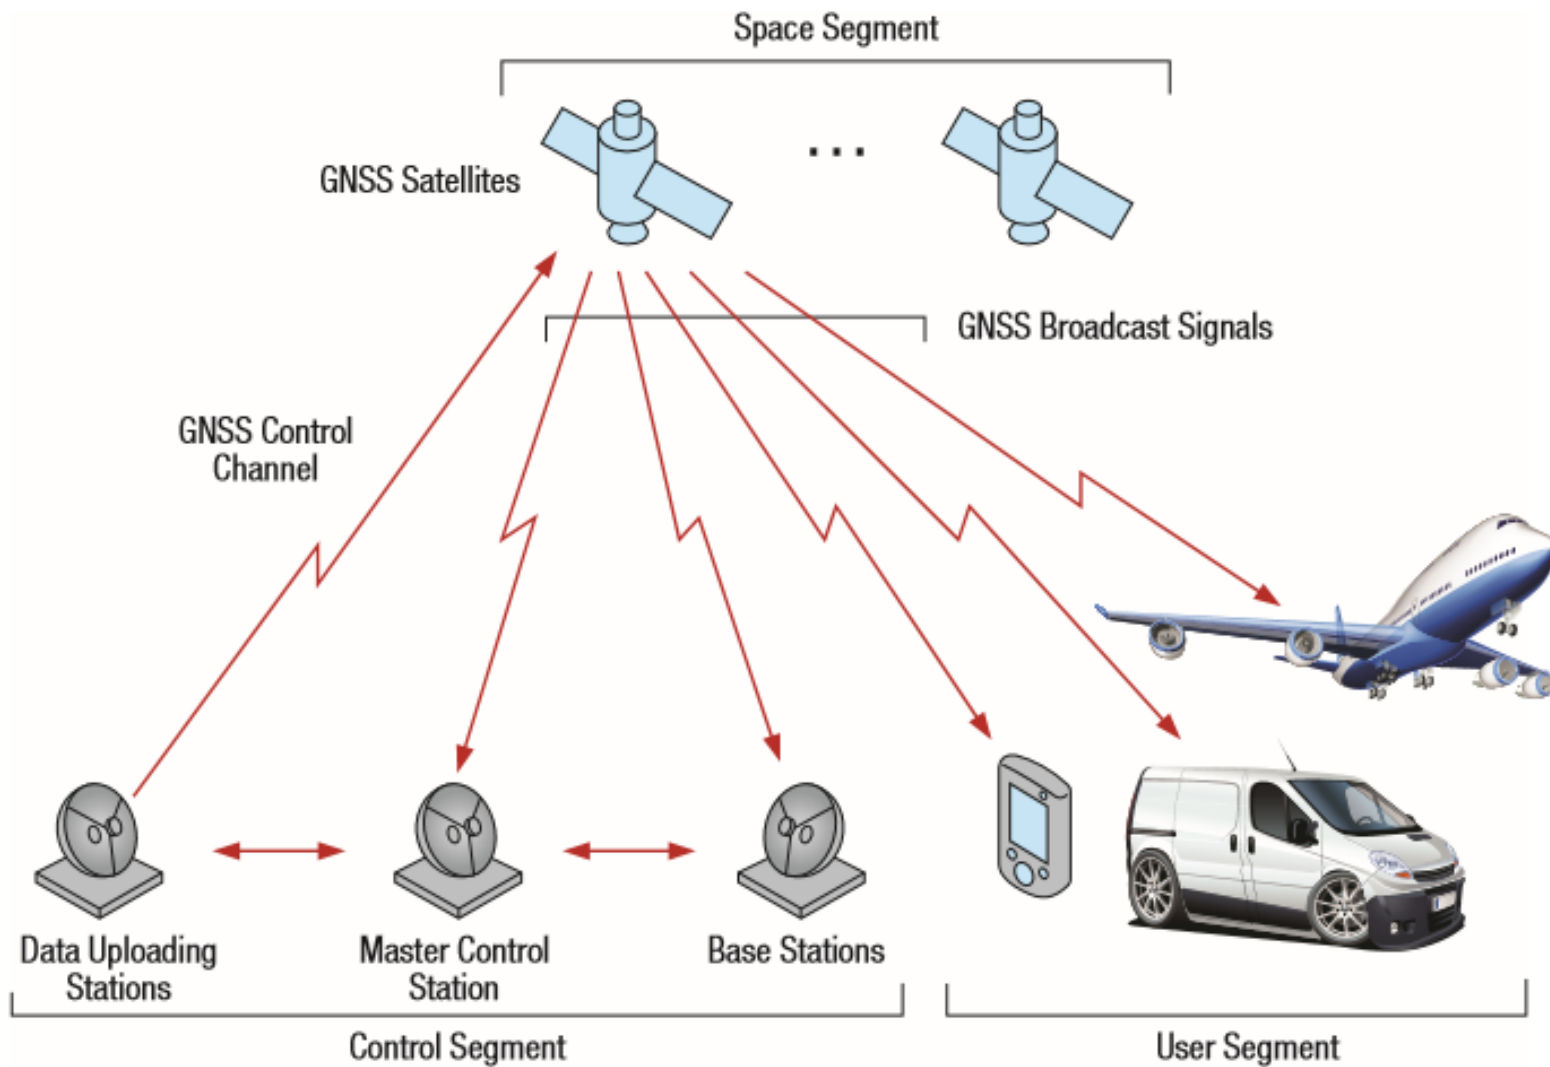 Space Segment
GNSS Satellites
...
GNSS Broadcast Signals
GNSS Control
Channel
Data Uploading
Stations
Master Control
Station
Base Stations
Control Segment
User Segment